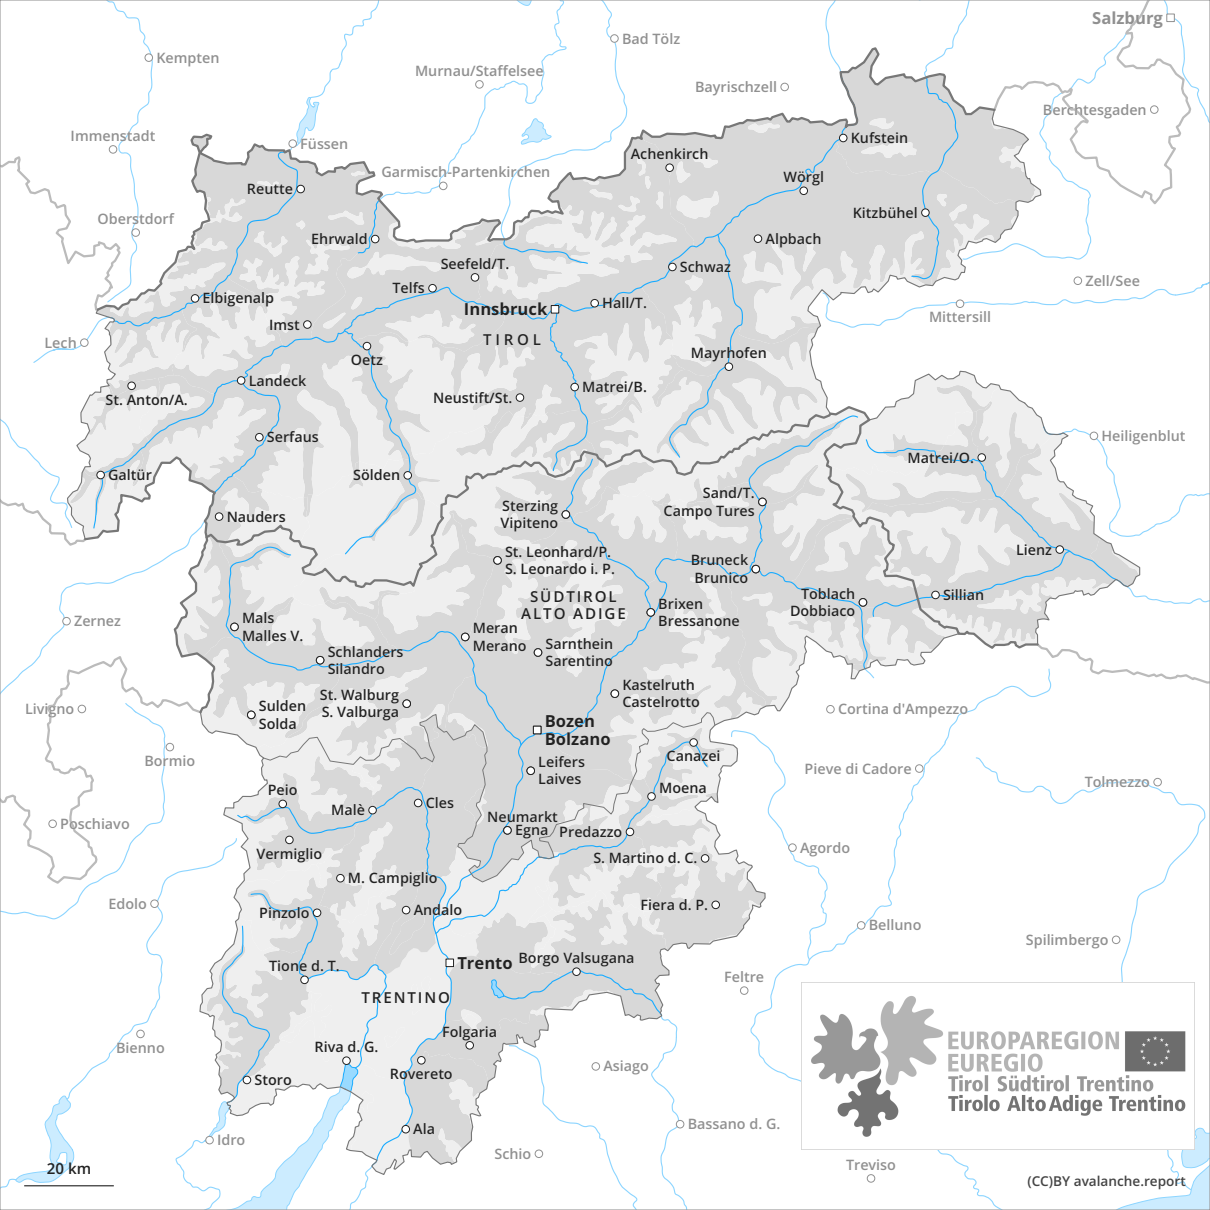 Salzburg
Bad Tölz
Kempten
Murnau/Staffelsee
Bayrischzell
Berchtesgaden
Immenstadt
Füssen
Kufstein
Achenkirch
Garmisch-Partenkirchen
Wörgl
Reutte
Oberstdorf
Kitzbühel
Ehrwald
Alpbach
Seefeld/T.
Schwaz
Zell/See
Telfs
Elbigenalp
Innsbruck
Hall/T.
Mittersill
Imst
TIROL
Lech
Oetz
Mayrhofen
Landeck
Matrei/B.
St. Anton/A.
Neustift/St.
Serfaus
Heiligenblut
Matrei/O.
Galtür
Sölden
Sand/T.
Campo Tures
Sterzing
Vipiteno
Nauders
St. Leonhard/P.
S. Leonardo i. P.
Lienz
Bruneck
Brunico
SÜDTIROL
ALTO ADIGE
Toblach
Dobbiaco
Sillian
Brixen
Bressanone
Zernez
Mals
Malles V.
Meran
Merano
Sarnthein
Sarentino
Schlanders
Silandro
Kastelruth
Castelrotto
St. Walburg
S. Valburga
Sulden
Solda
Livigno
Cortina d'Ampezzo
Bozen
Bolzano
Bormio
Canazei
Leifers
Laives
Pieve di Cadore
Tolmezzo
Peio
Moena
Malè
Cles
Neumarkt
Egna
Predazzo
Poschiavo
Agordo
Vermiglio
S. Martino d. C.
M. Campiglio
Edolo
Pinzolo
Andalo
Fiera d. P.
Belluno
Spilimbergo
Trento
Borgo Valsugana
Tione d. T.
Feltre
TRENTINO
Folgaria
Bienno
Riva d. G.
EUROPAREGION
EUREGIO
Tirol Südtirol Trentino
Tirolo Alto Adige Trentino
Asiago
Rovereto
Storo
Bassano d. G.
Ala
Idro
Schio
Treviso
20 km
(CC)BY avalanche.report